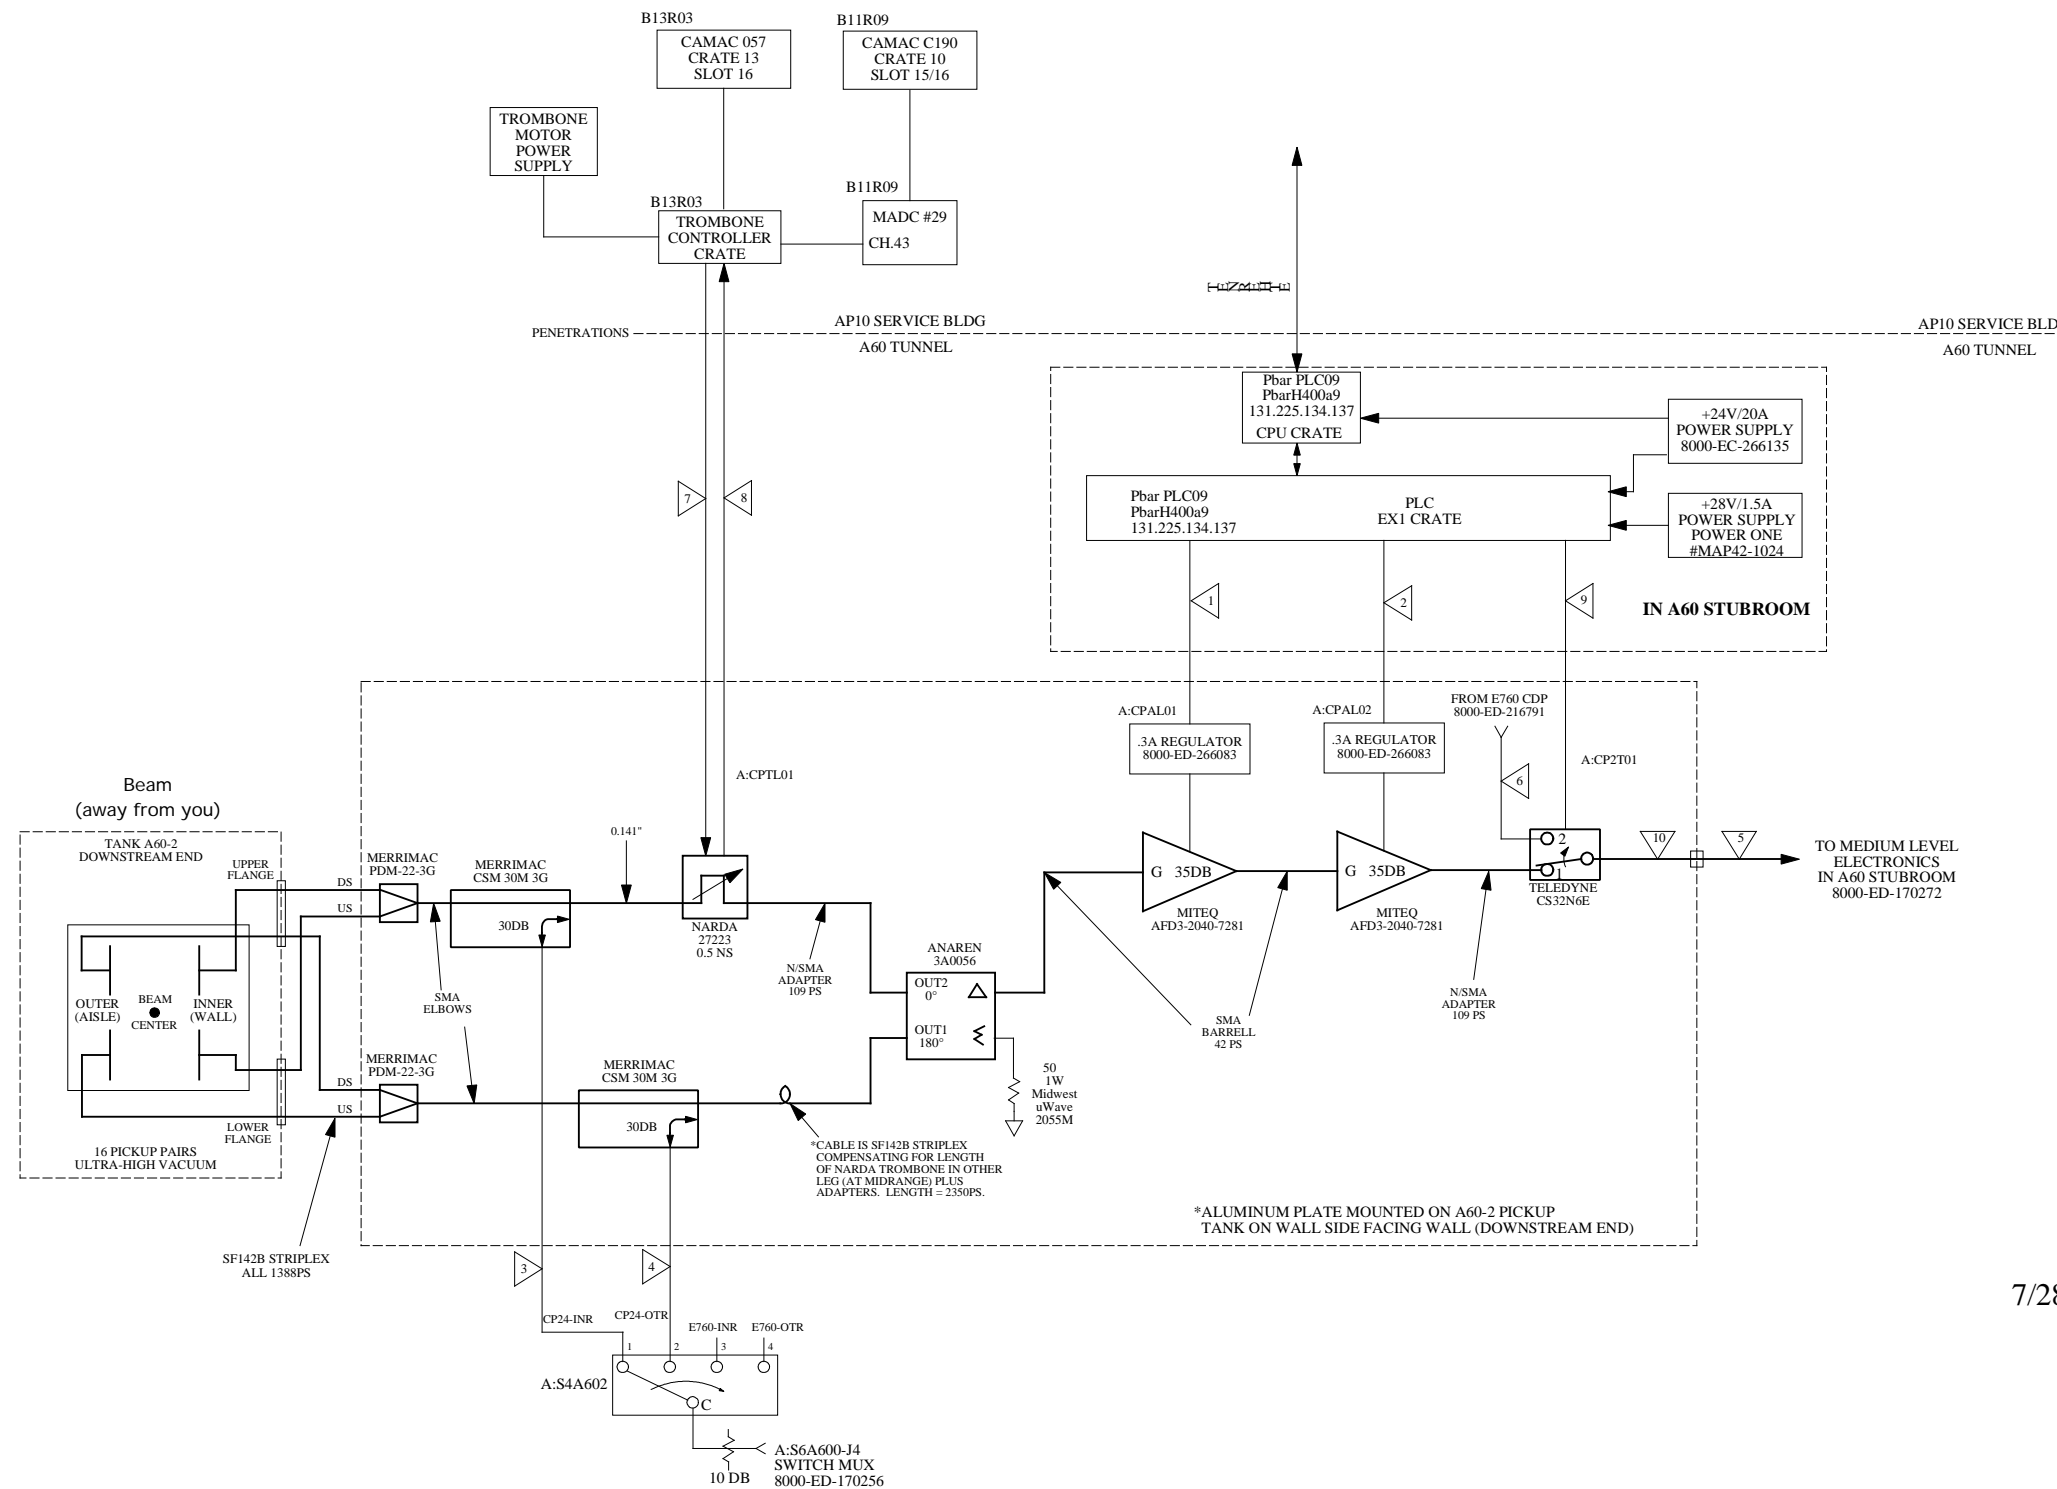 B13R03
B11R09
CAMAC 057
CRATE 13
SLOT 16
CAMAC C190
CRATE 10
SLOT 15/16
TROMBONE
MOTOR
POWER
SUPPLY
B13R03
B11R09
TROMBONE
CONTROLLER
CRATE
MADC #29
CH.43
PENETRATIONS
AP10 SERVICE BLDG
A60 TUNNEL
AP10 SERVICE BLD
A60 TUNNEL
Pbar PLC09
PbarH400a9
131.225.134.137
CPU CRATE
+24V/20A
POWER SUPPLY
8000-EC-266135
Pbar PLC09
PbarH400a9
131.225.134.137
PLC
EX1 CRATE
+28V/1.5A
POWER SUPPLY
POWER ONE
#MAP42-1024
7
8
1
2
9
IN A60 STUBROOM
A:CPAL01
A:CPAL02
FROM E760 CDP
8000-ED-216791
.3A REGULATOR
8000-ED-266083
.3A REGULATOR
8000-ED-266083
A:CPTL01
A:CP2T01
6
Beam
(away from you)
TANK A60-2
DOWNSTREAM END
UPPER
FLANGE
DS
US
MERRIMAC
PDM-22-3G
MERRIMAC
CSM 30M 3G
30DB
0.141"
NARDA
27223
0.5 NS
N/SMA
ADAPTER
109 PS
G 35DB
MITEQ
AFD3-2040-7281
G 35DB
MITEQ
AFD3-2040-7281
2
1
TELEDYNE
CS32N6E
10
5
TO MEDIUM LEVEL
ELECTRONICS
IN A60 STUBROOM
8000-ED-170272
OUTER
(AISLE)
BEAM
CENTER
INNER
(WALL)
SMA
ELBOWS
ANAREN
3A0056
OUT2
0°
OUT1
180°
SMA
BARRELL
42 PS
N/SMA
ADAPTER
109 PS
50
1W
Midwest
uWave
2055M
DS
US
MERRIMAC
PDM-22-3G
MERRIMAC
CSM 30M 3G
30DB
LOWER
FLANGE
16 PICKUP PAIRS
ULTRA-HIGH VACUUM
*CABLE IS SF142B STRIPLEX
COMPENSATING FOR LENGTH
OF NARDA TROMBONE IN OTHER
LEG (AT MIDRANGE) PLUS
ADAPTERS. LENGTH = 2350PS.
*ALUMINUM PLATE MOUNTED ON A60-2 PICKUP
TANK ON WALL SIDE FACING WALL (DOWNSTREAM END)
SF142B STRIPLEX
ALL 1388PS
3
4
7/28
CP24-INR
CP24-OTR
E760-INR
E760-OTR
1
2
3
4
A:S4A602
C
10 DB
A:S6A600-J4
SWITCH MUX
8000-ED-170256